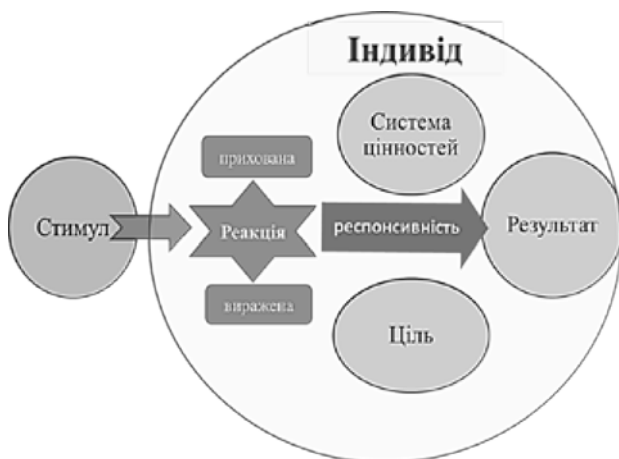 Індивід
Система
цінностей
прихована
Стимул
Реакція
респонсивність
Результат
виражена
Ціль